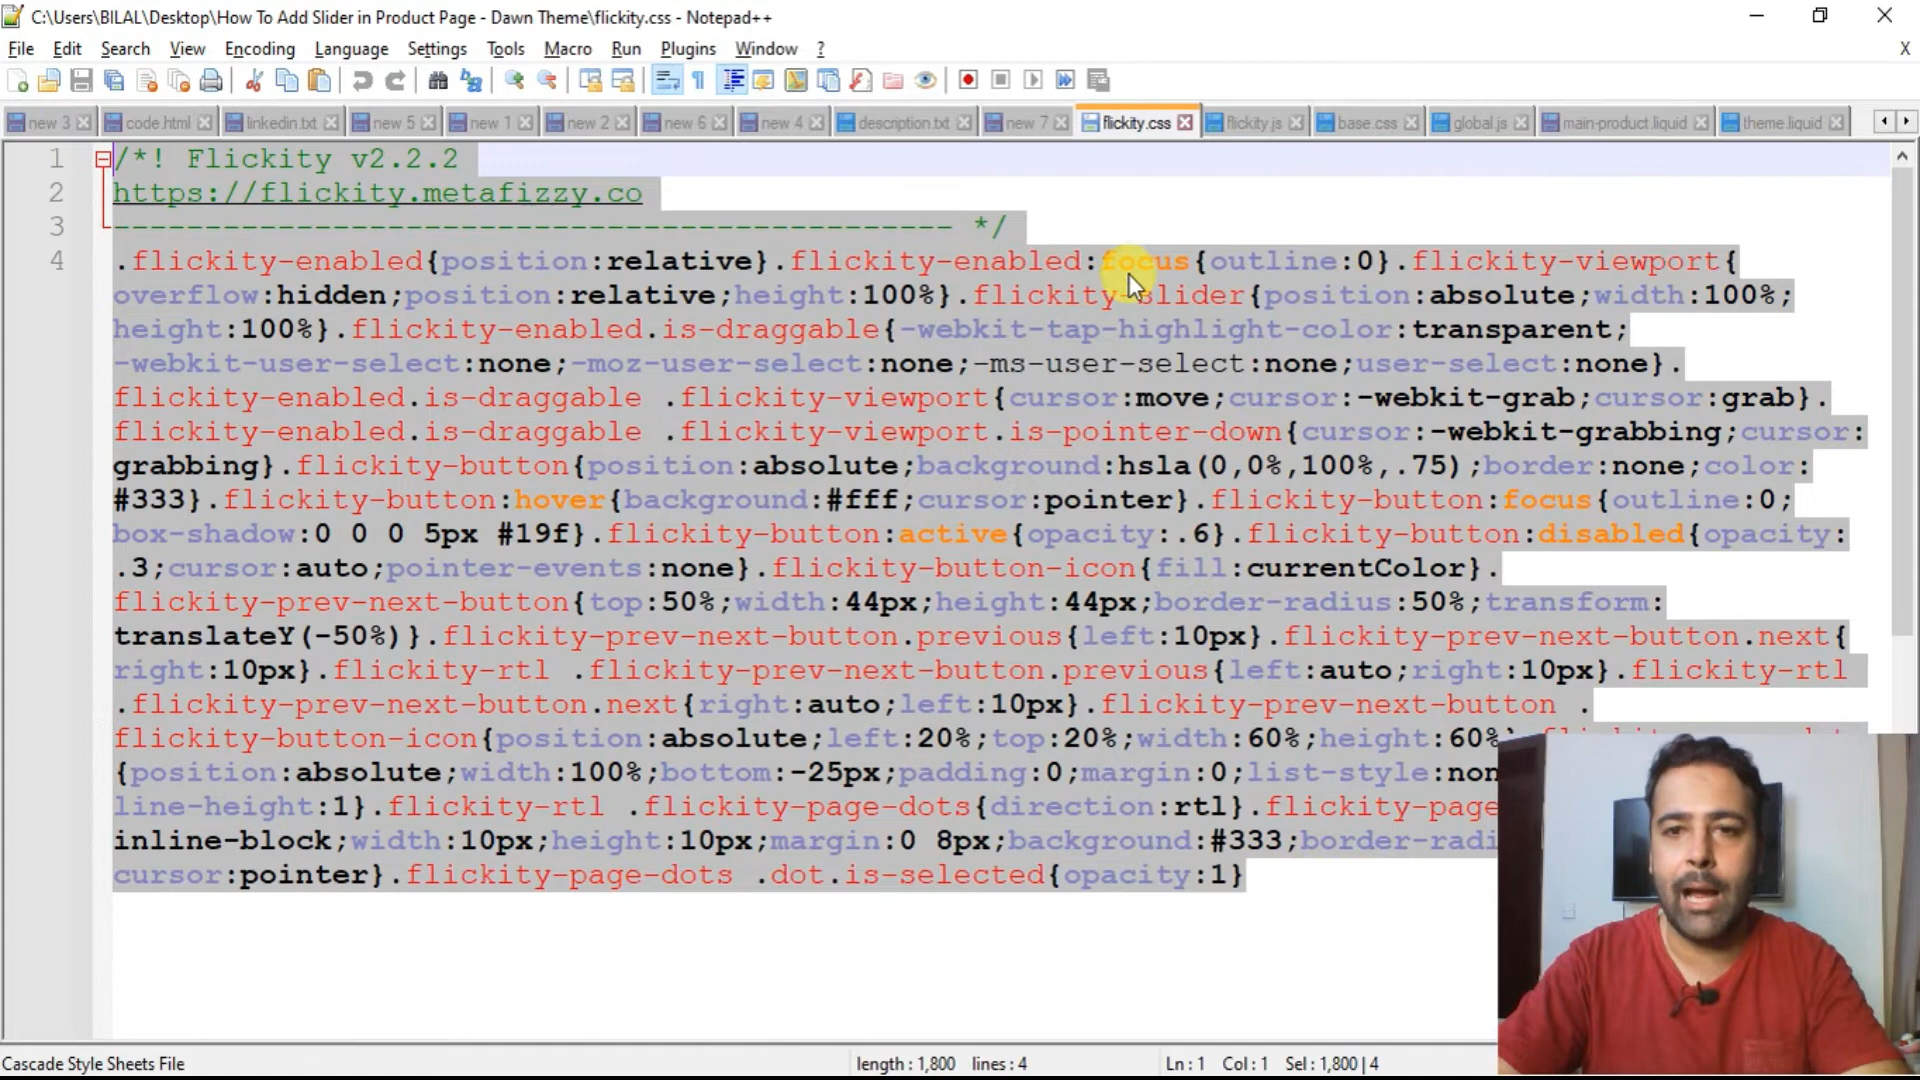 C:\Users\BILAL\Desktop\How To Add Slider in Product Page - Dawn Theme\flickity.css - Notepad++
File Edit Search View Encoding Language Settings Tools Macro Run Plugins Window ? X
new 3 code.html linkedin.txt new 5 new 1 new 2 new 6 new 4 description.txt new 7 flickity.css flickity.js base.css global.js main-product.liquid theme.liquid
1 /*! Flickity v2.2.2
2 https://flickity.metafizzy.co
3 ---------------------------------------------- */
4 .flickity-enabled{position:relative}.flickity-enabled:focus{outline:0}.flickity-viewport{
overflow:hidden;position:relative;height:100%}.flickity-slider{position:absolute;width:100%;
height:100%}.flickity-enabled.is-draggable{-webkit-tap-highlight-color:transparent;
-webkit-user-select:none;-moz-user-select:none;-ms-user-select:none;user-select:none}.
flickity-enabled.is-draggable .flickity-viewport{cursor:move;cursor:-webkit-grab;cursor:grab}.
flickity-enabled.is-draggable .flickity-viewport.is-pointer-down{cursor:-webkit-grabbing;cursor:
grabbing}.flickity-button{position:absolute;background:hsla(0,0%,100%,.75);border:none;color:
#333}.flickity-button:hover{background:#fff;cursor:pointer}.flickity-button:focus{outline:0;
box-shadow:0 0 0 5px #19f}.flickity-button:active{opacity:.6}.flickity-button:disabled{opacity:
.3;cursor:auto;pointer-events:none}.flickity-button-icon{fill:currentColor}.
flickity-prev-next-button{top:50%;width:44px;height:44px;border-radius:50%;transform:
translateY(-50%)}.flickity-prev-next-button.previous{left:10px}.flickity-prev-next-button.next{
right:10px}.flickity-rtl .flickity-prev-next-button.previous{left:auto;right:10px}.flickity-rtl
.flickity-prev-next-button.next{right:auto;left:10px}.flickity-prev-next-button .
flickity-button-icon{position:absolute;left:20%;top:20%;width:60%;height:60%}
{position:absolute;width:100%;bottom:-25px;padding:0;margin:0;list-style:non
line-height:1}.flickity-rtl .flickity-page-dots{direction:rtl}.flickity-page
inline-block;width:10px;height:10px;margin:0 8px;background:#333;border-radi
cursor:pointer}.flickity-page-dots .dot.is-selected{opacity:1}
Cascade Style Sheets File length : 1,800 lines : 4 Ln : 1 Col : 1 Sel : 1,800 | 4